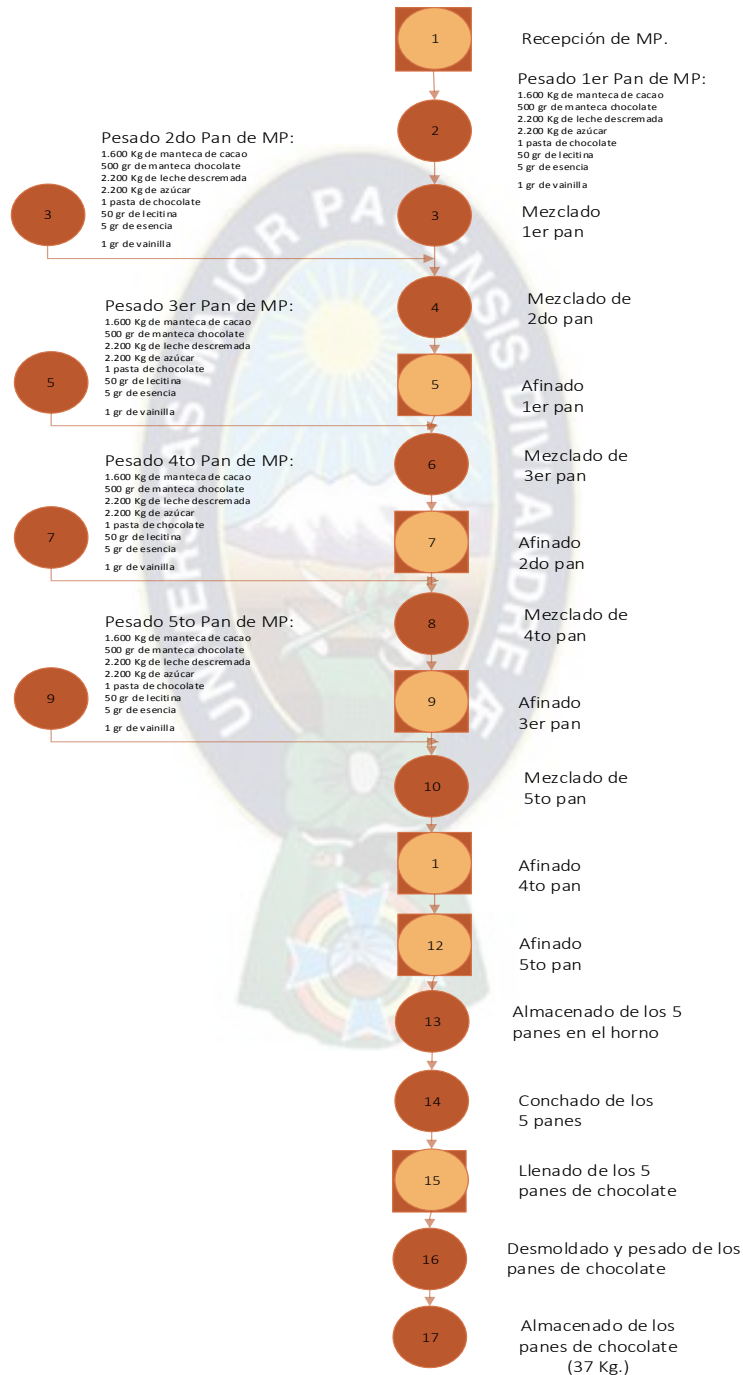 1
Recepción de MP.
Pesado 1er Pan de MP:
1.600 Kg de manteca de cacao
500 gr de manteca chocolate
2.200 Kg de leche descremada
2.200 Kg de azúcar
1 pasta de chocolate
50 gr de lecitina
5 gr de esencia
1 gr de vainilla
2
Pesado 2do Pan de MP:
1.600 Kg de manteca de cacao
500 gr de manteca chocolate
2.200 Kg de leche descremada
2.200 Kg de azúcar
1 pasta de chocolate
50 gr de lecitina
5 gr de esencia
1 gr de vainilla
3
3
Mezclado
1er pan
4
Mezclado de
2do pan
Pesado 3er Pan de MP:
1.600 Kg de manteca de cacao
500 gr de manteca chocolate
2.200 Kg de leche descremada
2.200 Kg de azúcar
1 pasta de chocolate
50 gr de lecitina
5 gr de esencia
1 gr de vainilla
5
5
Afinado
1er pan
6
Mezclado de
3er pan
Pesado 4to Pan de MP:
1.600 Kg de manteca de cacao
500 gr de manteca chocolate
2.200 Kg de leche descremada
2.200 Kg de azúcar
1 pasta de chocolate
50 gr de lecitina
5 gr de esencia
1 gr de vainilla
7
7
Afinado
2do pan
8
Mezclado de
4to pan
Pesado 5to Pan de MP:
1.600 Kg de manteca de cacao
500 gr de manteca chocolate
2.200 Kg de leche descremada
2.200 Kg de azúcar
1 pasta de chocolate
50 gr de lecitina
5 gr de esencia
1 gr de vainilla
9
9
Afinado
3er pan
10
Mezclado de
5to pan
1
Afinado
4to pan
12
Afinado
5to pan
13
Almacenado de los 5
panes en el horno
14
Conchado de los
5 panes
15
Llenado de los 5
panes de chocolate
16
Desmoldado y pesado de los
panes de chocolate
17
Almacenado de los
panes de chocolate
(37 Kg.)